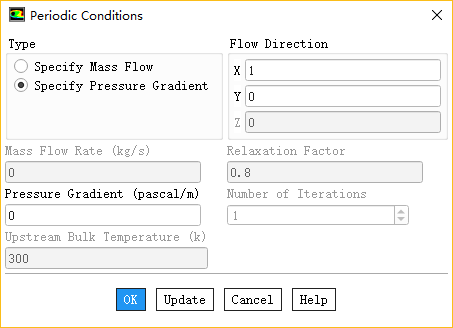 Periodic Conditions
Type
Specify Mass Flow
Specify Pressure Gradient
Flow Direction
X 1
Y 0
Z 0
Mass Flow Rate (kg/s)
0
Relaxation Factor
0.8
Pressure Gradient (pascal/m)
0
Number of Iterations
1
Upstream Bulk Temperature (k)
300
OK Update Cancel Help